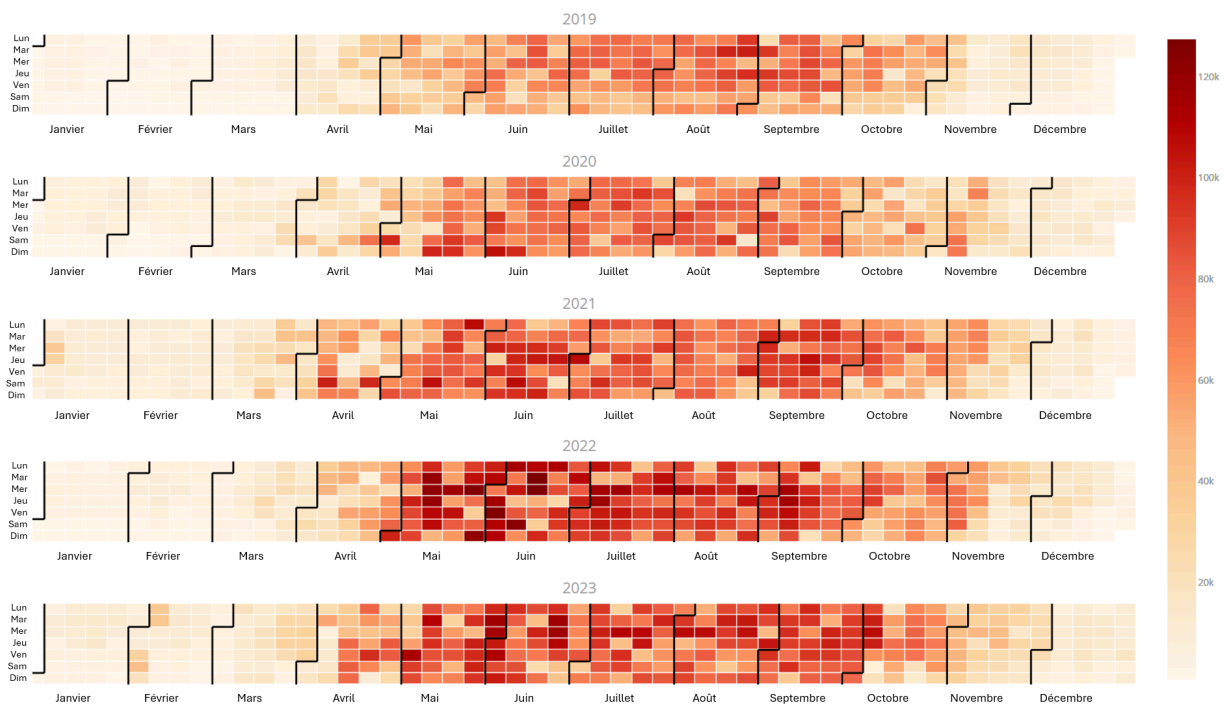 2019
Lun
Mar
Mer
Jeu
Ven
Sam
Dim
Janvier Février Mars Avril Mai Juin Juillet Août Septembre Octobre Novembre Décembre
2020
Lun
Mar
Mer
Jeu
Ven
Sam
Dim
Janvier Février Mars Avril Mai Juin Juillet Août Septembre Octobre Novembre Décembre
2021
Lun
Mar
Mer
Jeu
Ven
Sam
Dim
Janvier Février Mars Avril Mai Juin Juillet Août Septembre Octobre Novembre Décembre
2022
Lun
Mar
Mer
Jeu
Ven
Sam
Dim
Janvier Février Mars Avril Mai Juin Juillet Août Septembre Octobre Novembre Décembre
2023
Lun
Mar
Mer
Jeu
Ven
Sam
Dim
Janvier Février Mars Avril Mai Juin Juillet Août Septembre Octobre Novembre Décembre
120k
100k
80k
60k
40k
20k